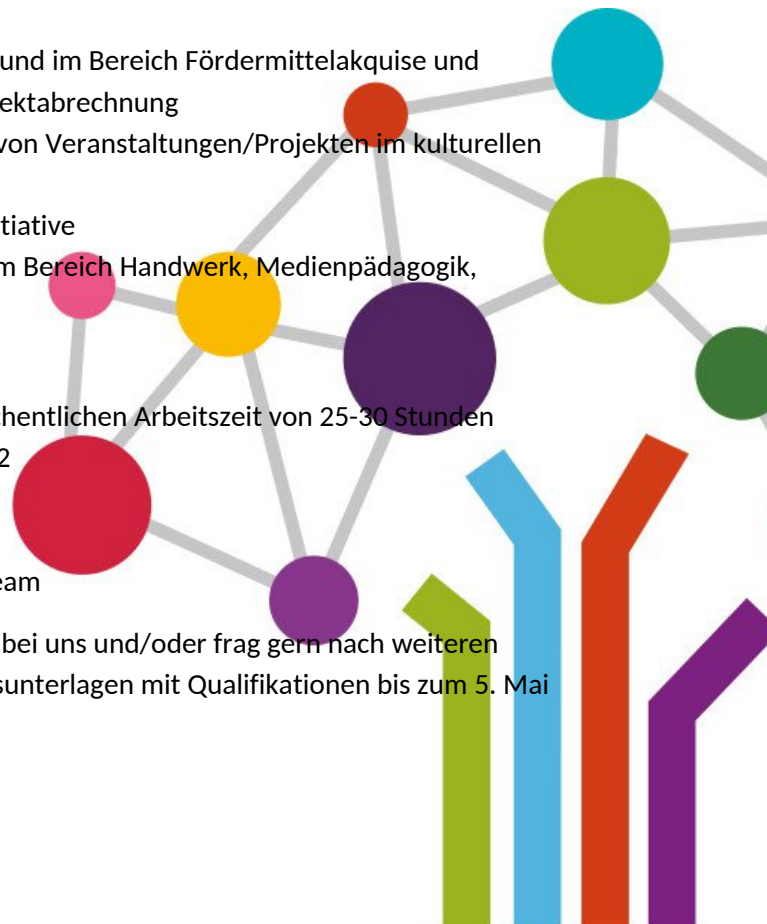 und im Bereich Fördermittelakquise und
ektabrechnung
von Veranstaltungen/Projekten im kulturellen
tiative
m Bereich Handwerk, Medienpädagogik,
chentlichen Arbeitszeit von 25-30 Stunden
2
eam
bei uns und/oder frag gern nach weiteren
sunterlagen mit Qualifikationen bis zum 5. Mai